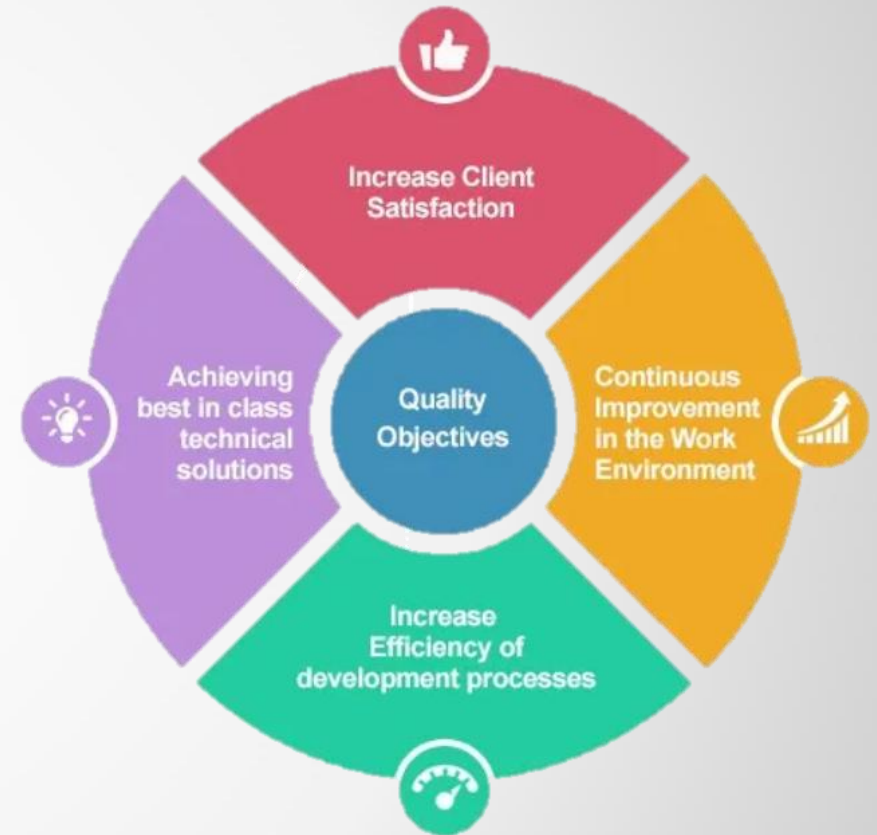 Increase Client
Satisfaction
Achieving
best in class
technical
solutions
Quality
Objectives
Continuous
Improvement
in the Work
Environment
Increase
Efficiency of
development processes